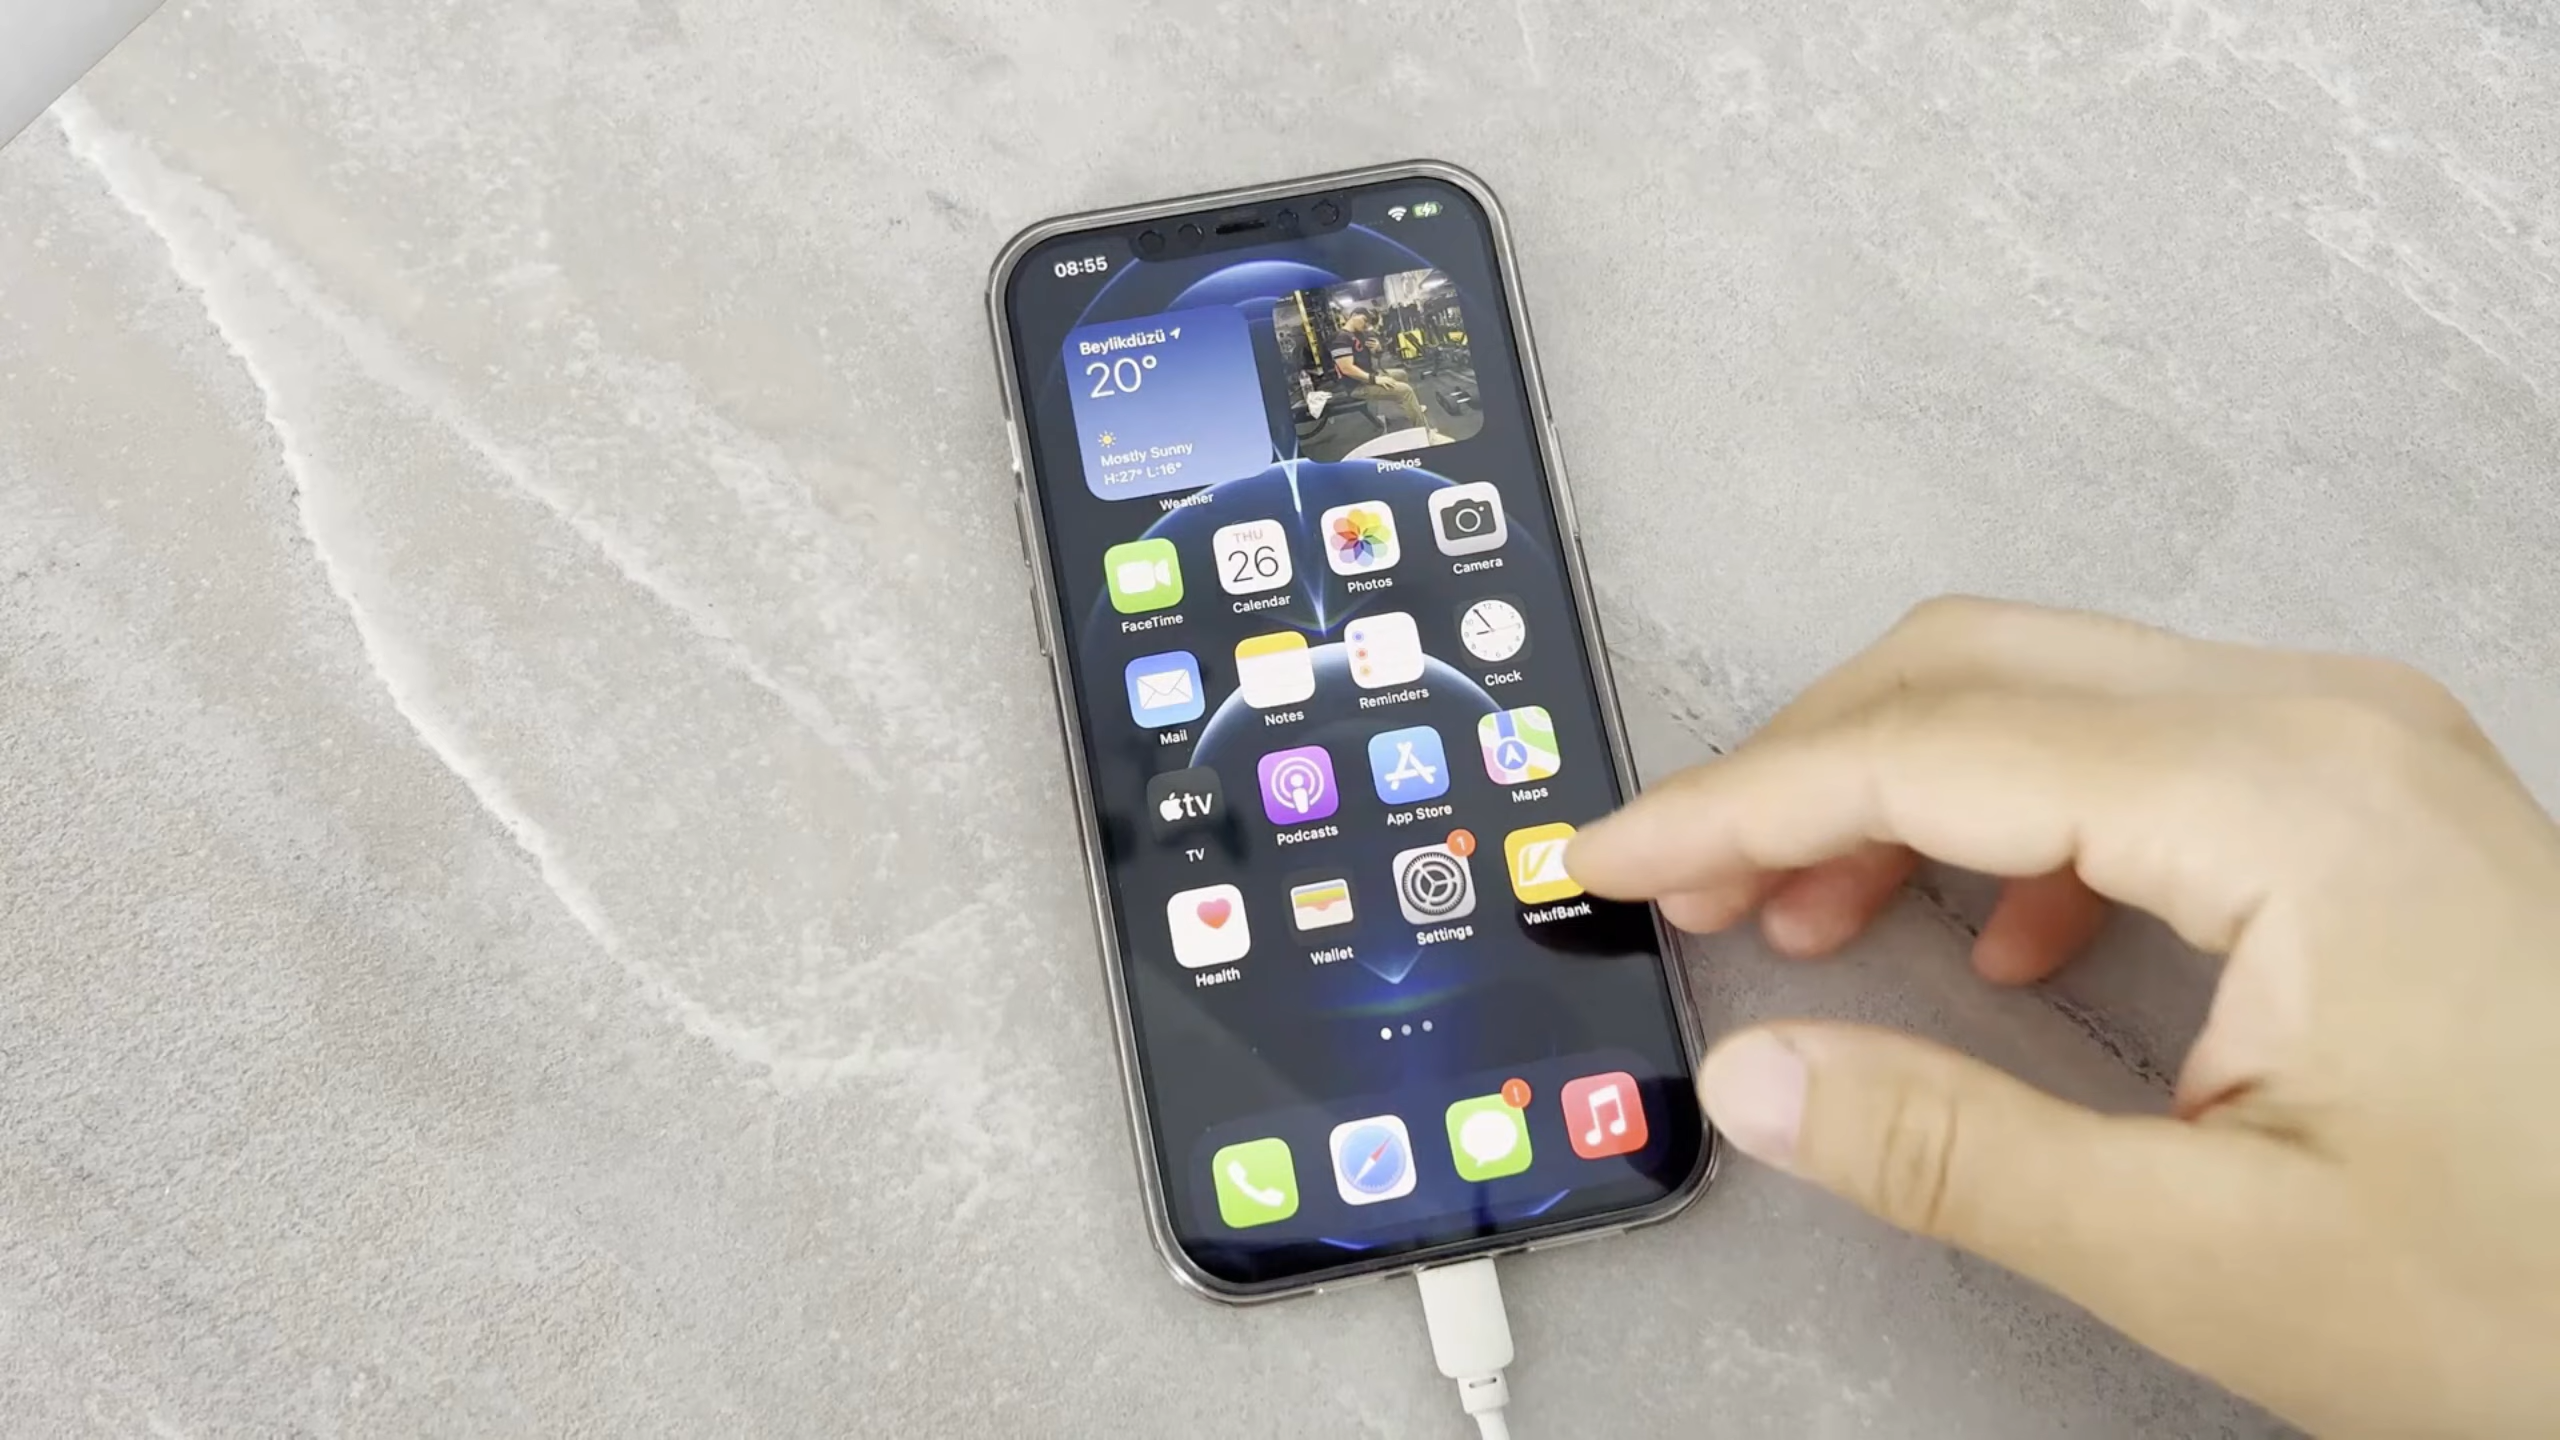 08:55
Beylikdüzü
20°
Mostly Sunny
H:27° L:16°
Weather
Photos
FaceTime
THU
26
Calendar
Photos
Camera
Mail
Notes
Reminders
12
Clock
tv
TV
Podcasts
App Store
Maps
Health
Wallet
1
Settings
VakıfBank
1